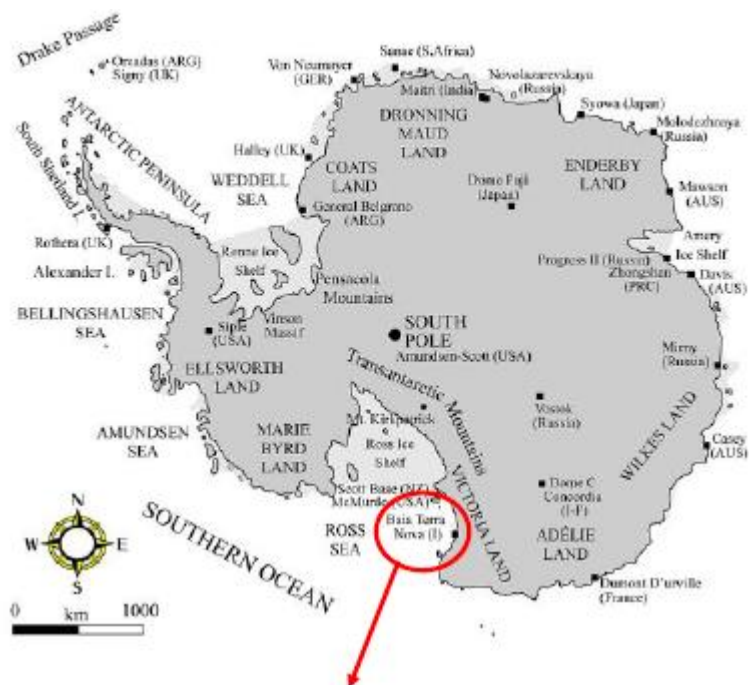 Drake Passage
Orcadas (ARG)
Signy (UK)
Von Neumayer
(GER)
Sanae (S.Africa)
Maitri (India)
Novolazarevskaya
(Russia)
Syowa (Japan)
Molodezhnaya
(Russia)
DRONNING
MAUD
LAND
ENDERBY
LAND
ANTARCTIC PENINSULA
South Shetland I.
Halley (UK)
WEDDELL
SEA
COATS
LAND
General Belgrano
(ARG)
Dome Fuji
(Japan)
Mawson
(AUS)
Rothera (UK)
Alexander I.
Ronne Ice
Shelf
Amery
Ice Shelf
Progress II (Russia)
Zhongshan
(PRC)
Davis
(AUS)
Pensacola
Mountains
BELLINGSHAUSEN
SEA
Siple
(USA)
Vinson
Massif
SOUTH
POLE
Amundsen-Scott (USA)
Mirny
(Russia)
ELLSWORTH
LAND
Transantarctic Mountains
Mt. Kirkpatrick
Vostok
(Russia)
WILKES LAND
AMUNDSEN
SEA
MARIE
BYRD
LAND
Ross Ice
Shelf
VICTORIA LAND
Casey
(AUS)
Scott Base (NZ)
McMurdo (USA)
Dome C
Concordia
(I-F)
ROSS
SEA
Baia Terra
Nova (I)
ADÉLIE
LAND
SOUTHERN OCEAN
Dumont D'urville
(France)
N
W E
S
0 1000
km